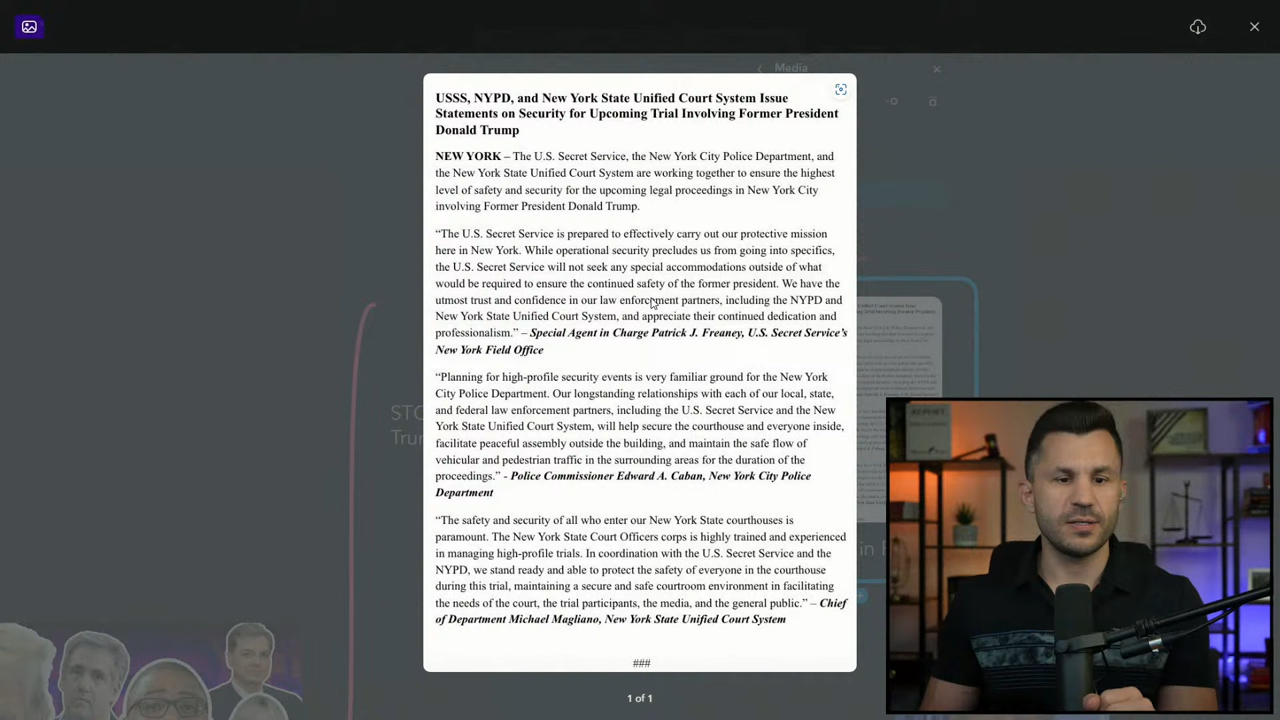 Media
USSS, NYPD, and New York State Unified Court System Issue
Statements on Security for Upcoming Trial Involving Former President
Donald Trump
NEW YORK – The U.S. Secret Service, the New York City Police Department, and
the New York State Unified Court System are working together to ensure the highest
level of safety and security for the upcoming legal proceedings in New York City
involving Former President Donald Trump.
“The U.S. Secret Service is prepared to effectively carry out our protective mission
here in New York. While operational security precludes us from going into specifics,
the U.S. Secret Service will not seek any special accommodations outside of what
would be required to ensure the continued safety of the former president. We have the
utmost trust and confidence in our law enforcement partners, including the NYPD and
New York State Unified Court System, and appreciate their continued dedication and
professionalism.” – Special Agent in Charge Patrick J. Freaney, U.S. Secret Service’s
New York Field Office
“Planning for high-profile security events is very familiar ground for the New York
City Police Department. Our longstanding relationships with each of our local, state,
and federal law enforcement partners, including the U.S. Secret Service and the New
York State Unified Court System, will help secure the courthouse and everyone inside,
facilitate peaceful assembly outside the building, and maintain the safe flow of
vehicular and pedestrian traffic in the surrounding areas for the duration of the
proceedings.” - Police Commissioner Edward A. Caban, New York City Police
Department
“The safety and security of all who enter our New York State courthouses is
paramount. The New York State Court Officers corps is highly trained and experienced
in managing high-profile trials. In coordination with the U.S. Secret Service and the
NYPD, we stand ready and able to protect the safety of everyone in the courthouse
during this trial, maintaining a secure and safe courtroom environment in facilitating
the needs of the court, the trial participants, the media, and the general public.” – Chief
of Department Michael Magliano, New York State Unified Court System
###
1 of 1